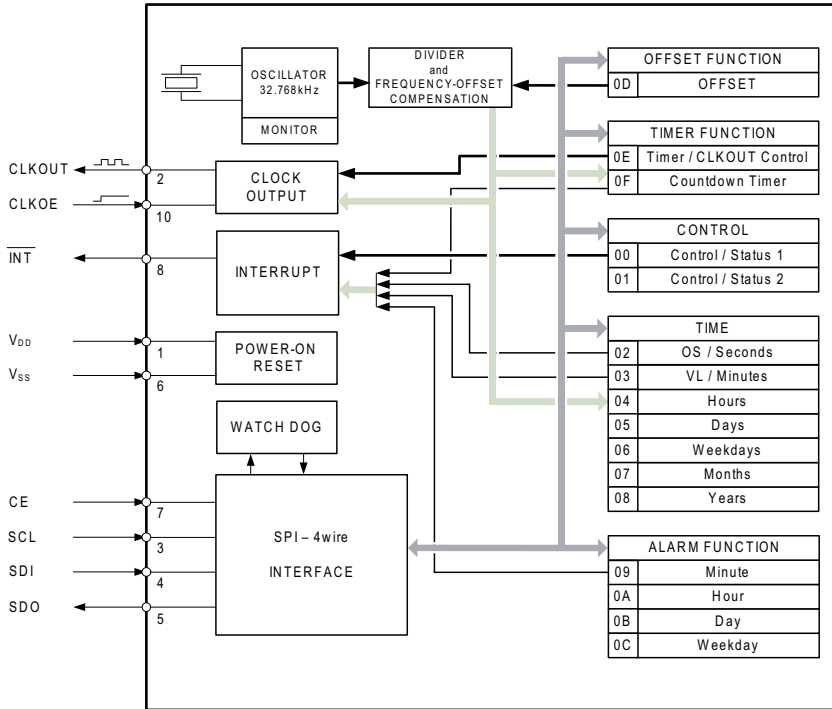 OSCILLATOR
32.768kHz
MONITOR
DIVIDER
and
FREQUENCY-OFFSET
COMPENSATION
OFFSET FUNCTION
0D OFFSET
TIMER FUNCTION
0E Timer / CLKOUT Control
0F Countdown Timer
CLKOUT 2
CLKOE 10
CLOCK
OUTPUT
INT 8
INTERRUPT
CONTROL
00 Control / Status 1
01 Control / Status 2
VDD 1
VSS 6
POWER-ON
RESET
TIME
02 OS / Seconds
03 VL / Minutes
04 Hours
05 Days
06 Weekdays
07 Months
08 Years
WATCH DOG
CE 7
SCL 3
SDI 4
SDO 5
SPI – 4wire
INTERFACE
ALARM FUNCTION
09 Minute
0A Hour
0B Day
0C Weekday